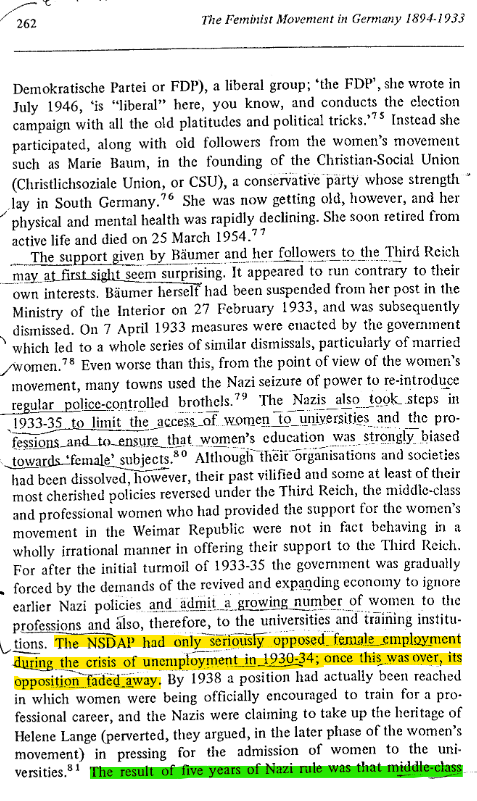 262
The Feminist Movement in Germany 1894-1933
Demokratische Partei or FDP), a liberal group; ‘the FDP’, she wrote in
July 1946, ‘is “liberal” here, you know, and conducts the election
campaign with all the old platitudes and political tricks.’⁷⁵ Instead she
participated, along with old followers from the women’s movement
such as Marie Baum, in the founding of the Christian-Social Union
(Christlichsoziale Union, or CSU), a conservative party whose strength
lay in South Germany.⁷⁶ She was now getting old, however, and her
physical and mental health was rapidly declining. She soon retired from
active life and died on 25 March 1954.⁷⁷
The support given by Bäumer and her followers to the Third Reich
may at first sight seem surprising. It appeared to run contrary to their
own interests. Bäumer herself had been suspended from her post in the
Ministry of the Interior on 27 February 1933, and was subsequently
dismissed. On 7 April 1933 measures were enacted by the government
which led to a whole series of similar dismissals, particularly of married
women.⁷⁸ Even worse than this, from the point of view of the women’s
movement, many towns used the Nazi seizure of power to re-introduce
regular police-controlled brothels.⁷⁹ The Nazis also took steps in
1933-35 to limit the access of women to universities and the pro-
fessions and to ensure that women’s education was strongly biased
towards ‘female’ subjects.⁸⁰ Although their organisations and societies
had been dissolved, however, their past vilified and some at least of their
most cherished policies reversed under the Third Reich, the middle-class
and professional women who had provided the support for the women’s
movement in the Weimar Republic were not in fact behaving in a
wholly irrational manner in offering their support to the Third Reich.
For after the initial turmoil of 1933-35 the government was gradually
forced by the demands of the revived and expanding economy to ignore
earlier Nazi policies and admit a growing number of women to the
professions and also, therefore, to the universities and training institu-
tions. The NSDAP had only seriously opposed female employment
during the crisis of unemployment in 1930-34; once this was over, its
opposition faded away. By 1938 a position had actually been reached
in which women were being officially encouraged to train for a pro-
fessional career, and the Nazis were claiming to take up the heritage of
Helene Lange (perverted, they argued, in the later phase of the women’s
movement) in pressing for the admission of women to the uni-
versities.⁸¹ The result of five years of Nazi rule was that middle-class